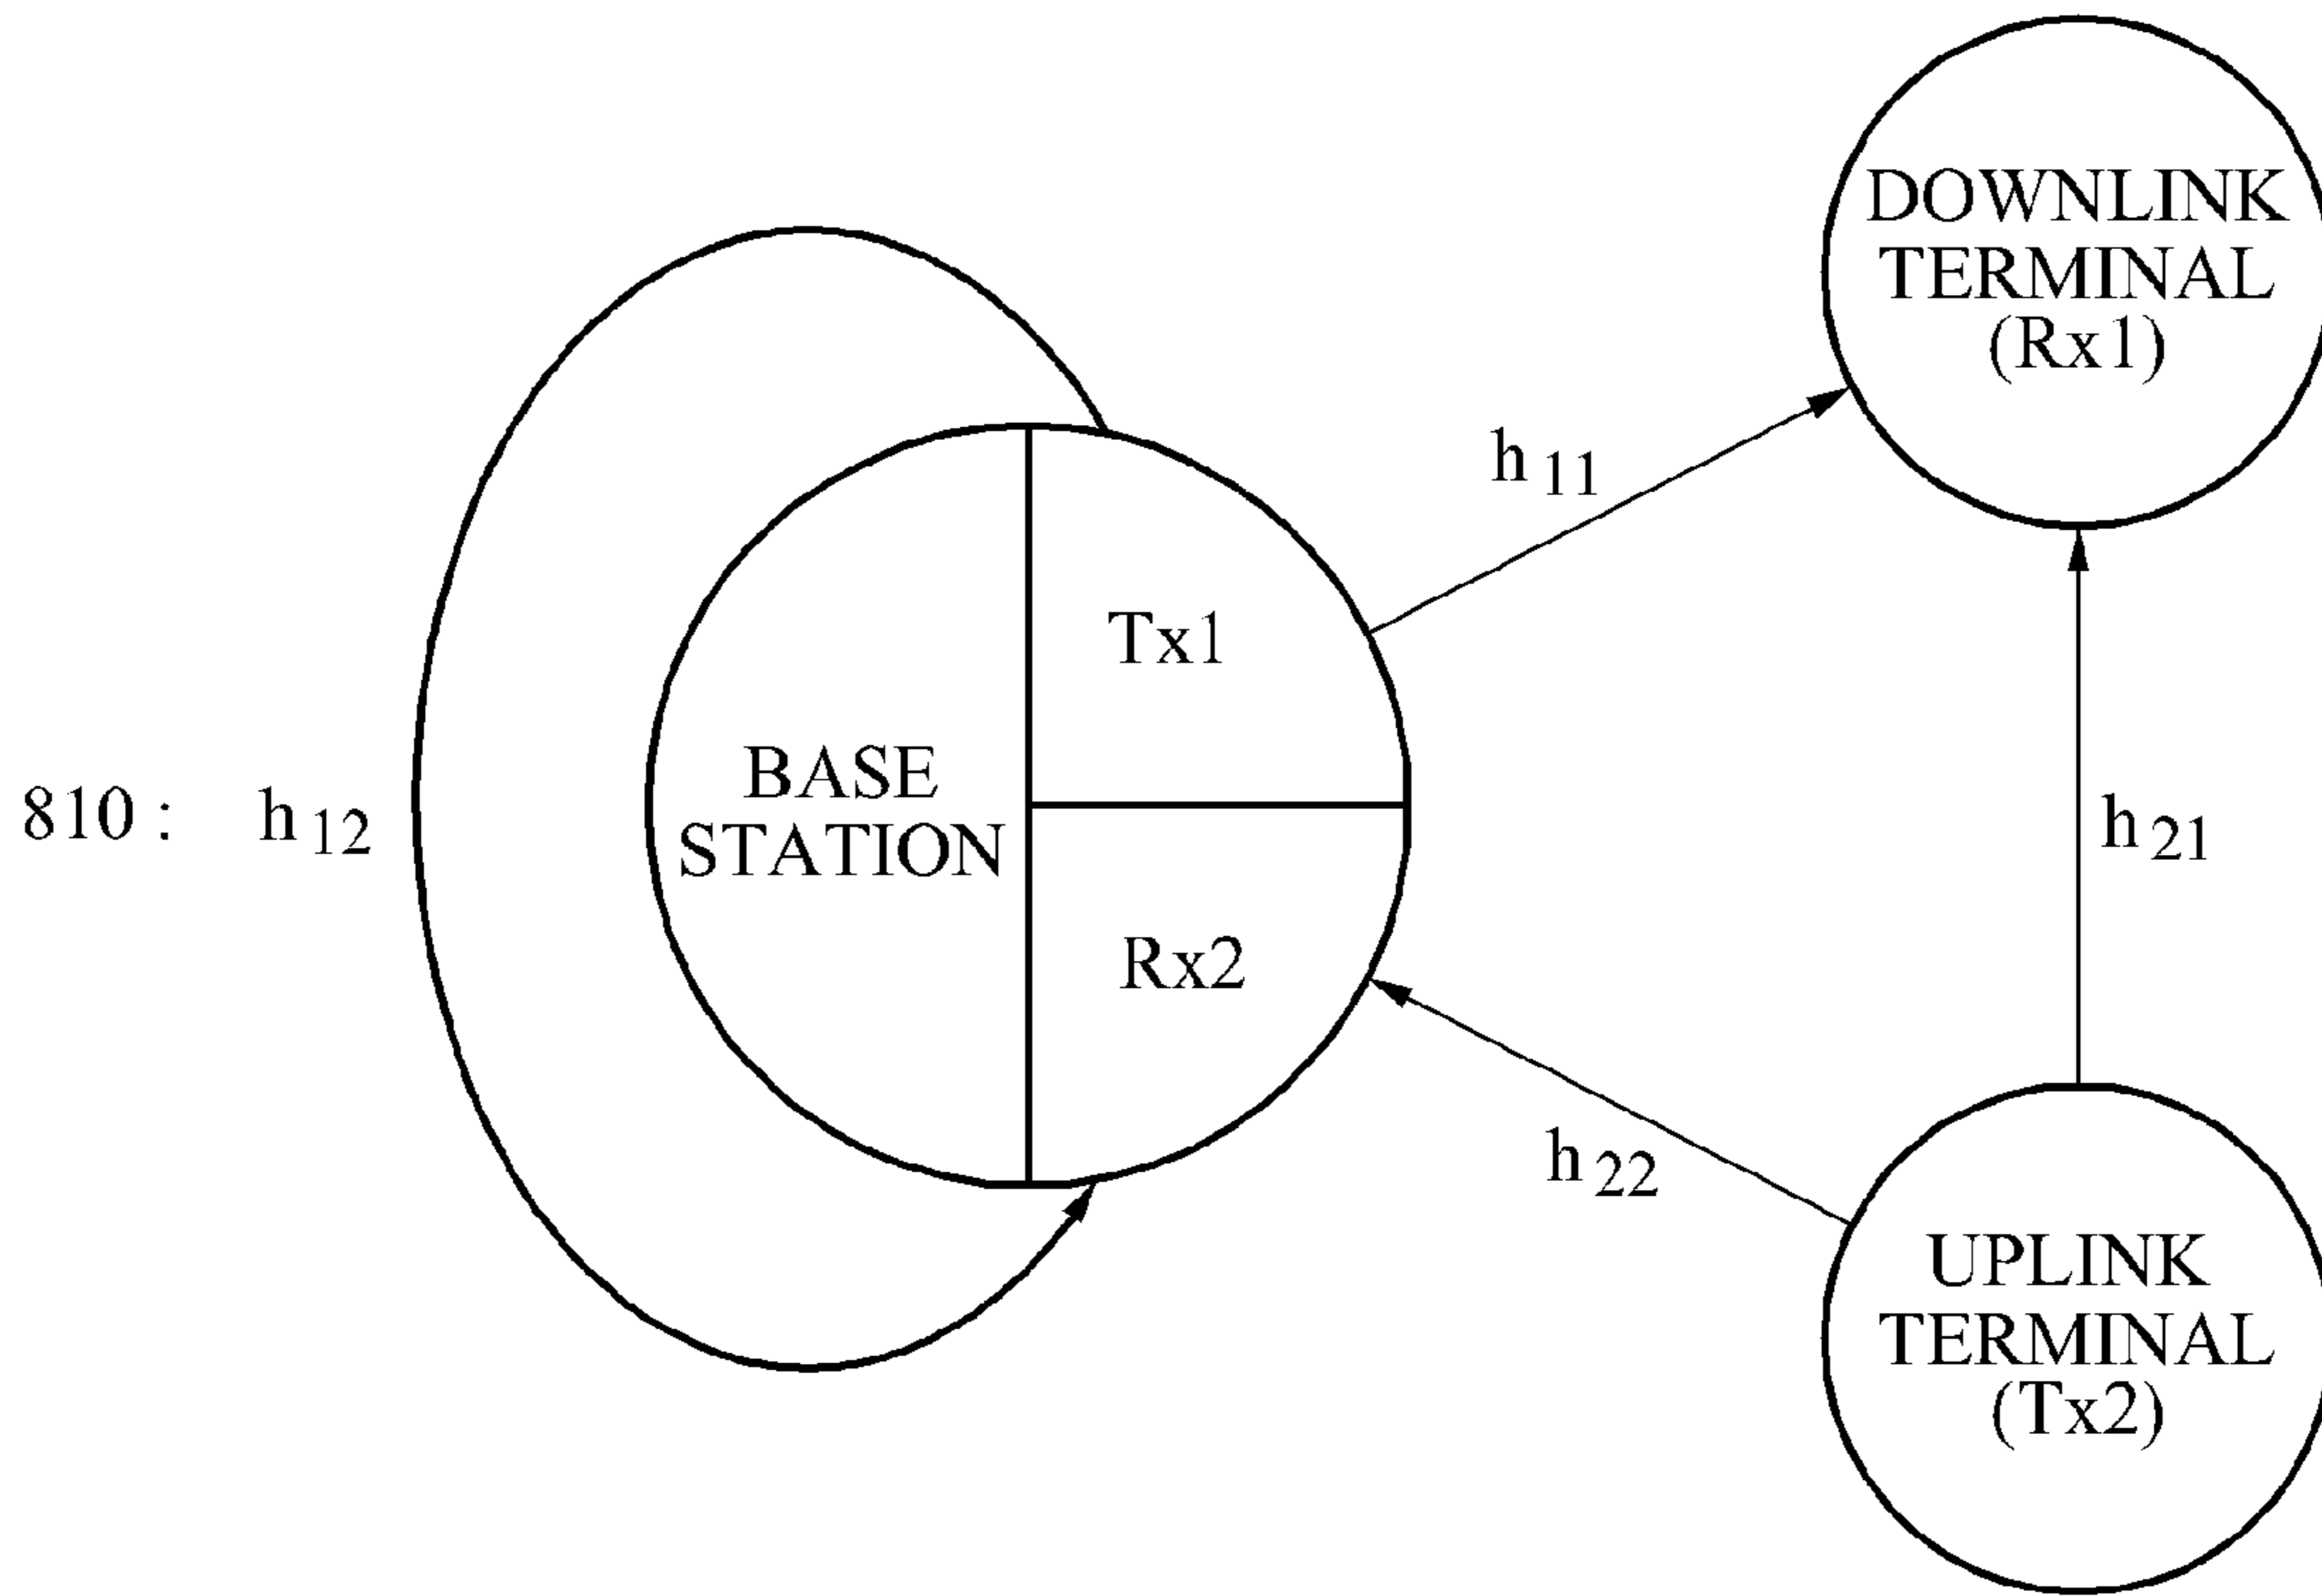 DOWNLINK
TERMINAL
(Rx1)
h11
Tx1
BASE
STATION
810 : h12
h21
Rx2
h22
UPLINK
TERMINAL
(Tx2)